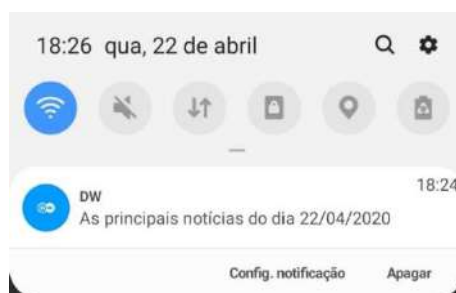 18:26 qua, 22 de abril
18:24
DW
As principais notícias do dia 22/04/2020
Config. notificação Apagar